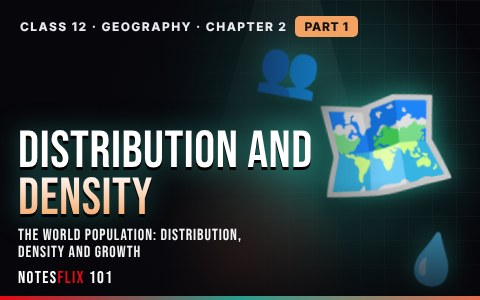 CLASS 12 · GEOGRAPHY · CHAPTER 2 PART 1
DISTRIBUTION AND
DENSITY
THE WORLD POPULATION: DISTRIBUTION,
DENSITY AND GROWTH
NOTESFLIX 101